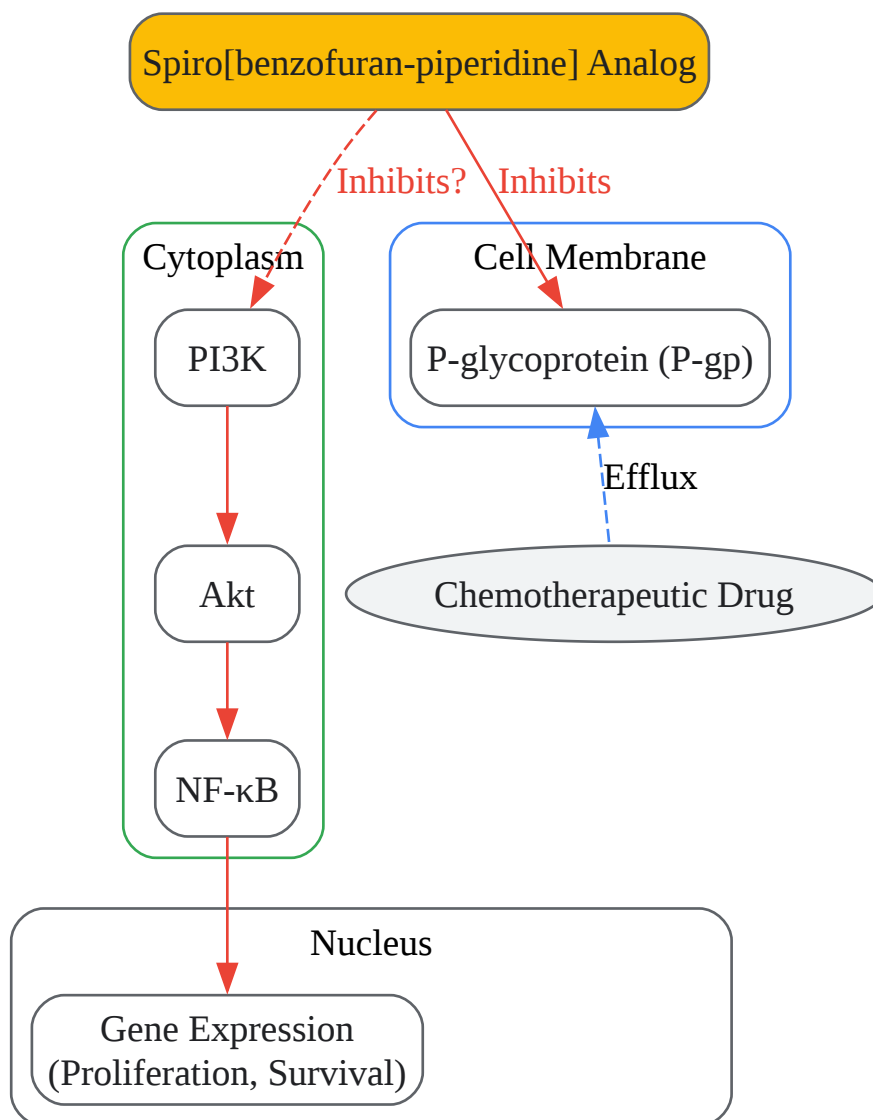 Spiro[benzofuran-piperidine] Analog
Inhibits?
Inhibits
Cytoplasm
Cell Membrane
PI3K
P-glycoprotein (P-gp)
Efflux
Akt
Chemotherapeutic Drug
NF-κB
Nucleus
Gene Expression
(Proliferation, Survival)